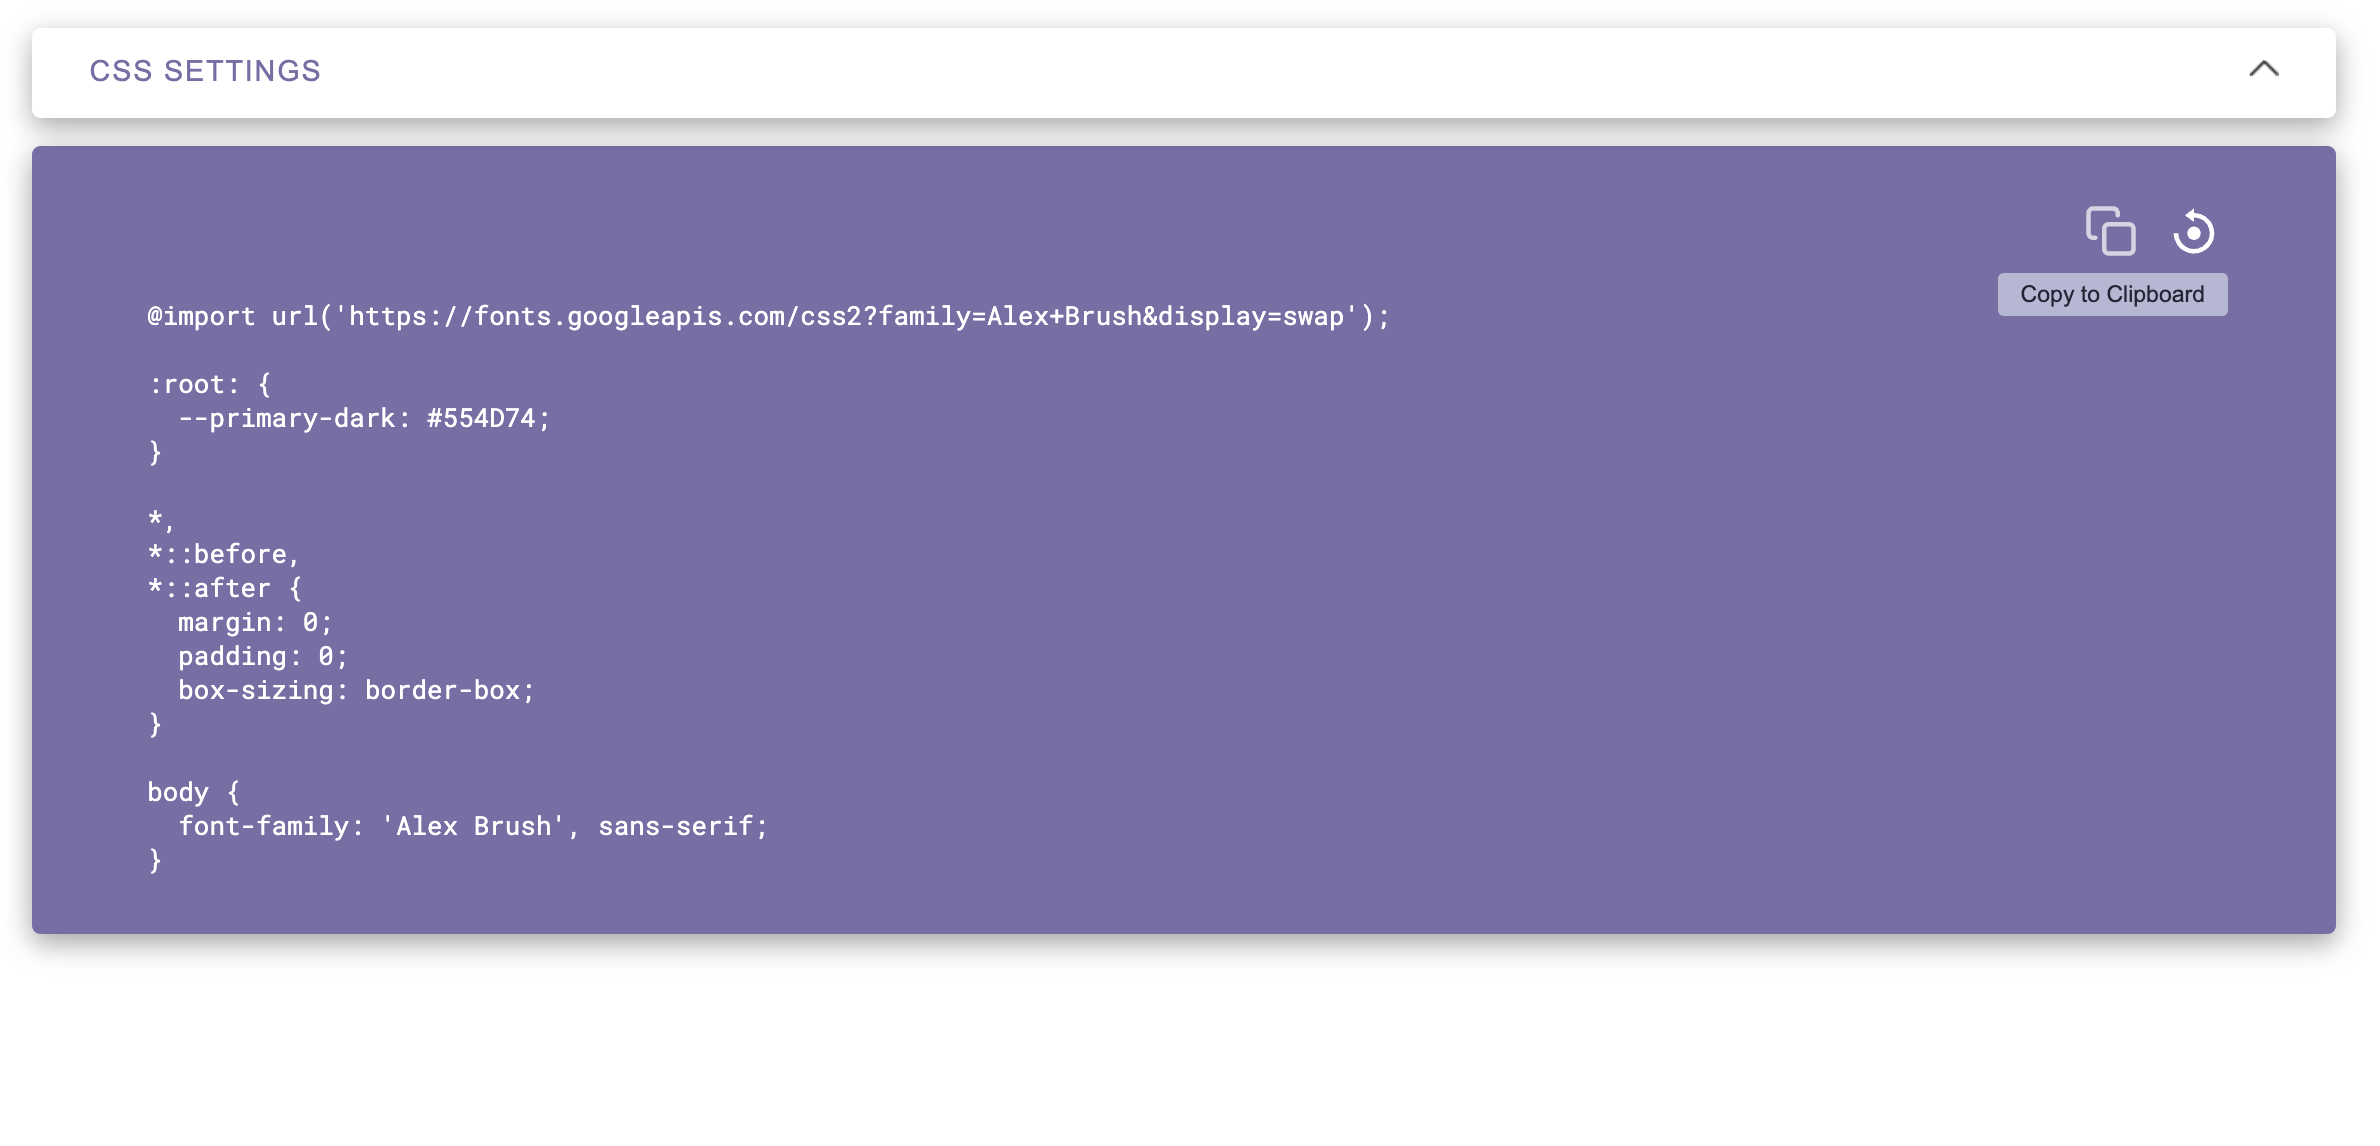 CSS SETTINGS
Copy to Clipboard
@import url('https://fonts.googleapis.com/css2?family=Alex+Brush&display=swap');
:root: {
  --primary-dark: #554D74;
}
*,
*::before,
*::after {
  margin: 0;
  padding: 0;
  box-sizing: border-box;
}
body {
  font-family: 'Alex Brush', sans-serif;
}